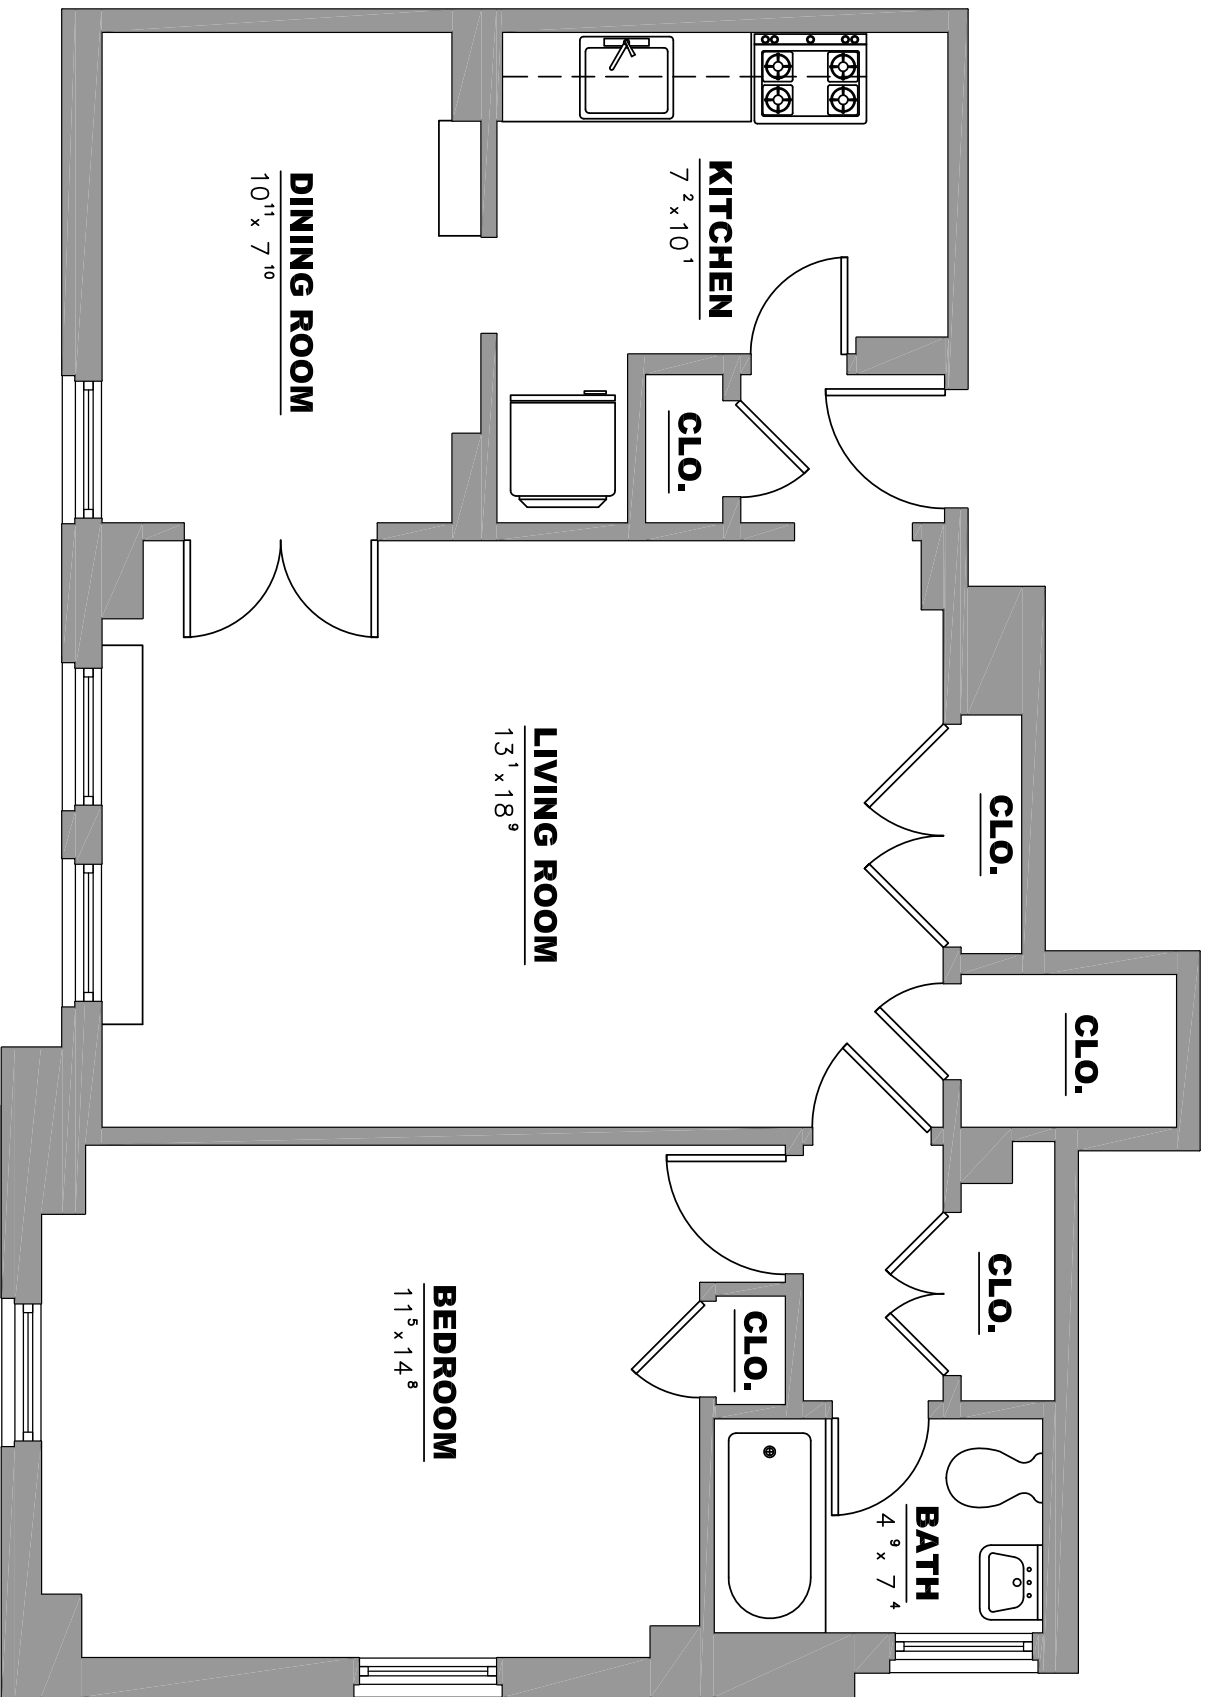 KITCHEN
7² x 10¹
DINING ROOM
10¹¹ x 7¹⁰
CLO.
LIVING ROOM
13¹ x 18⁹
CLO.
CLO.
CLO.
BEDROOM
11⁵ x 14⁸
CLO.
BATH
4⁹ x 7⁴